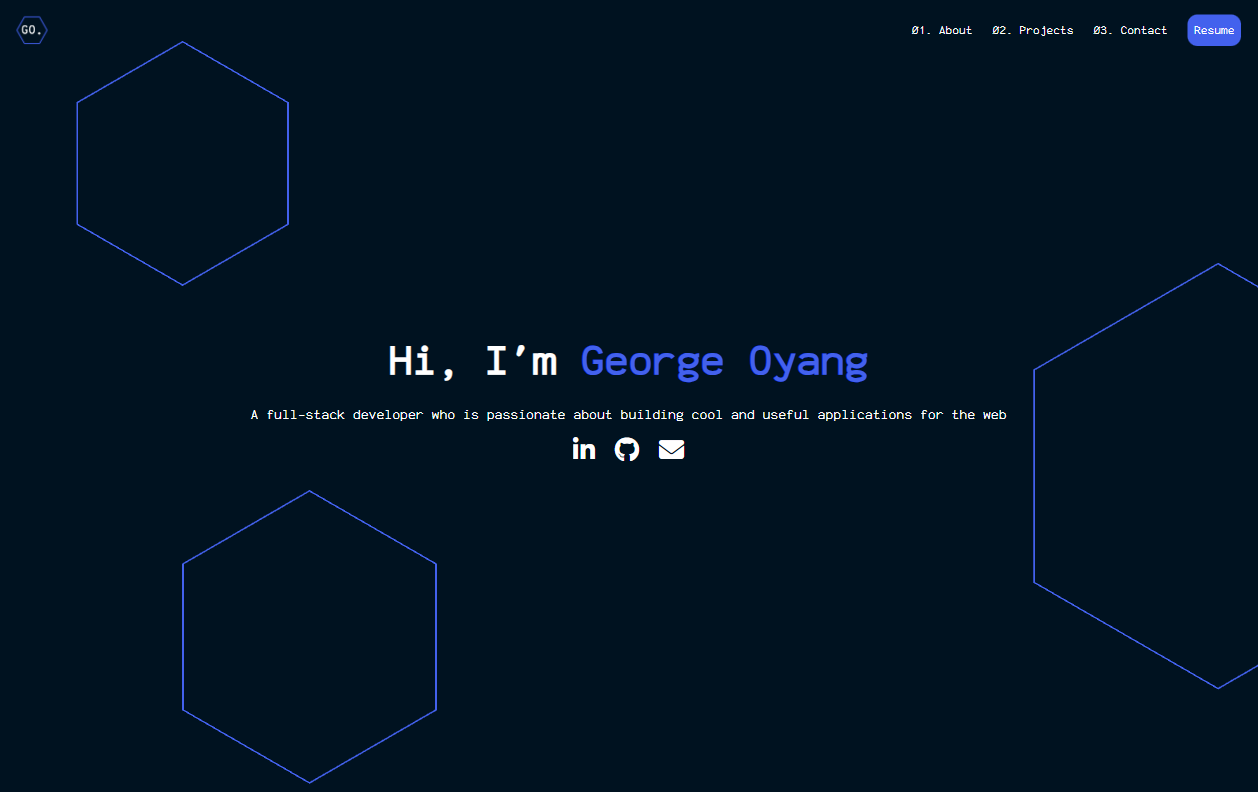 GO.
01. About 02. Projects 03. Contact Resume
Hi, I’m George Oyang
A full-stack developer who is passionate about building cool and useful applications for the web
in